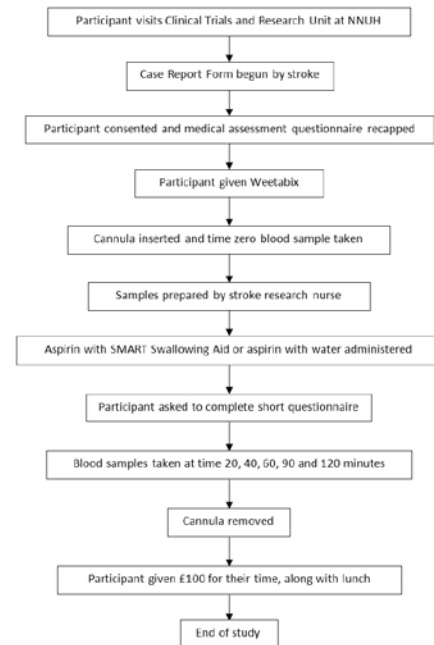 Participant visits Clinical Trials and Research Unit at NNUH
Case Report Form begun by stroke
Participant consented and medical assessment questionnaire recapped
Participant given Weetabix
Cannula inserted and time zero blood sample taken
Samples prepared by stroke research nurse
Aspirin with SMART Swallowing Aid or aspirin with water administered
Participant asked to complete short questionnaire
Blood samples taken at time 20, 40, 60, 90 and 120 minutes
Cannula removed
Participant given £100 for their time, along with lunch
End of study